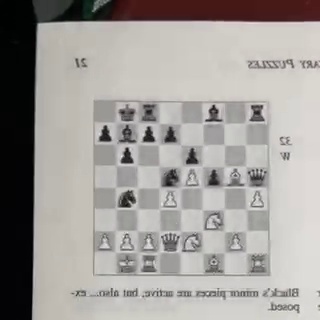 21
ARY PUZZLES
32
W
Black's minor pieces are active, but also... ex-
posed.